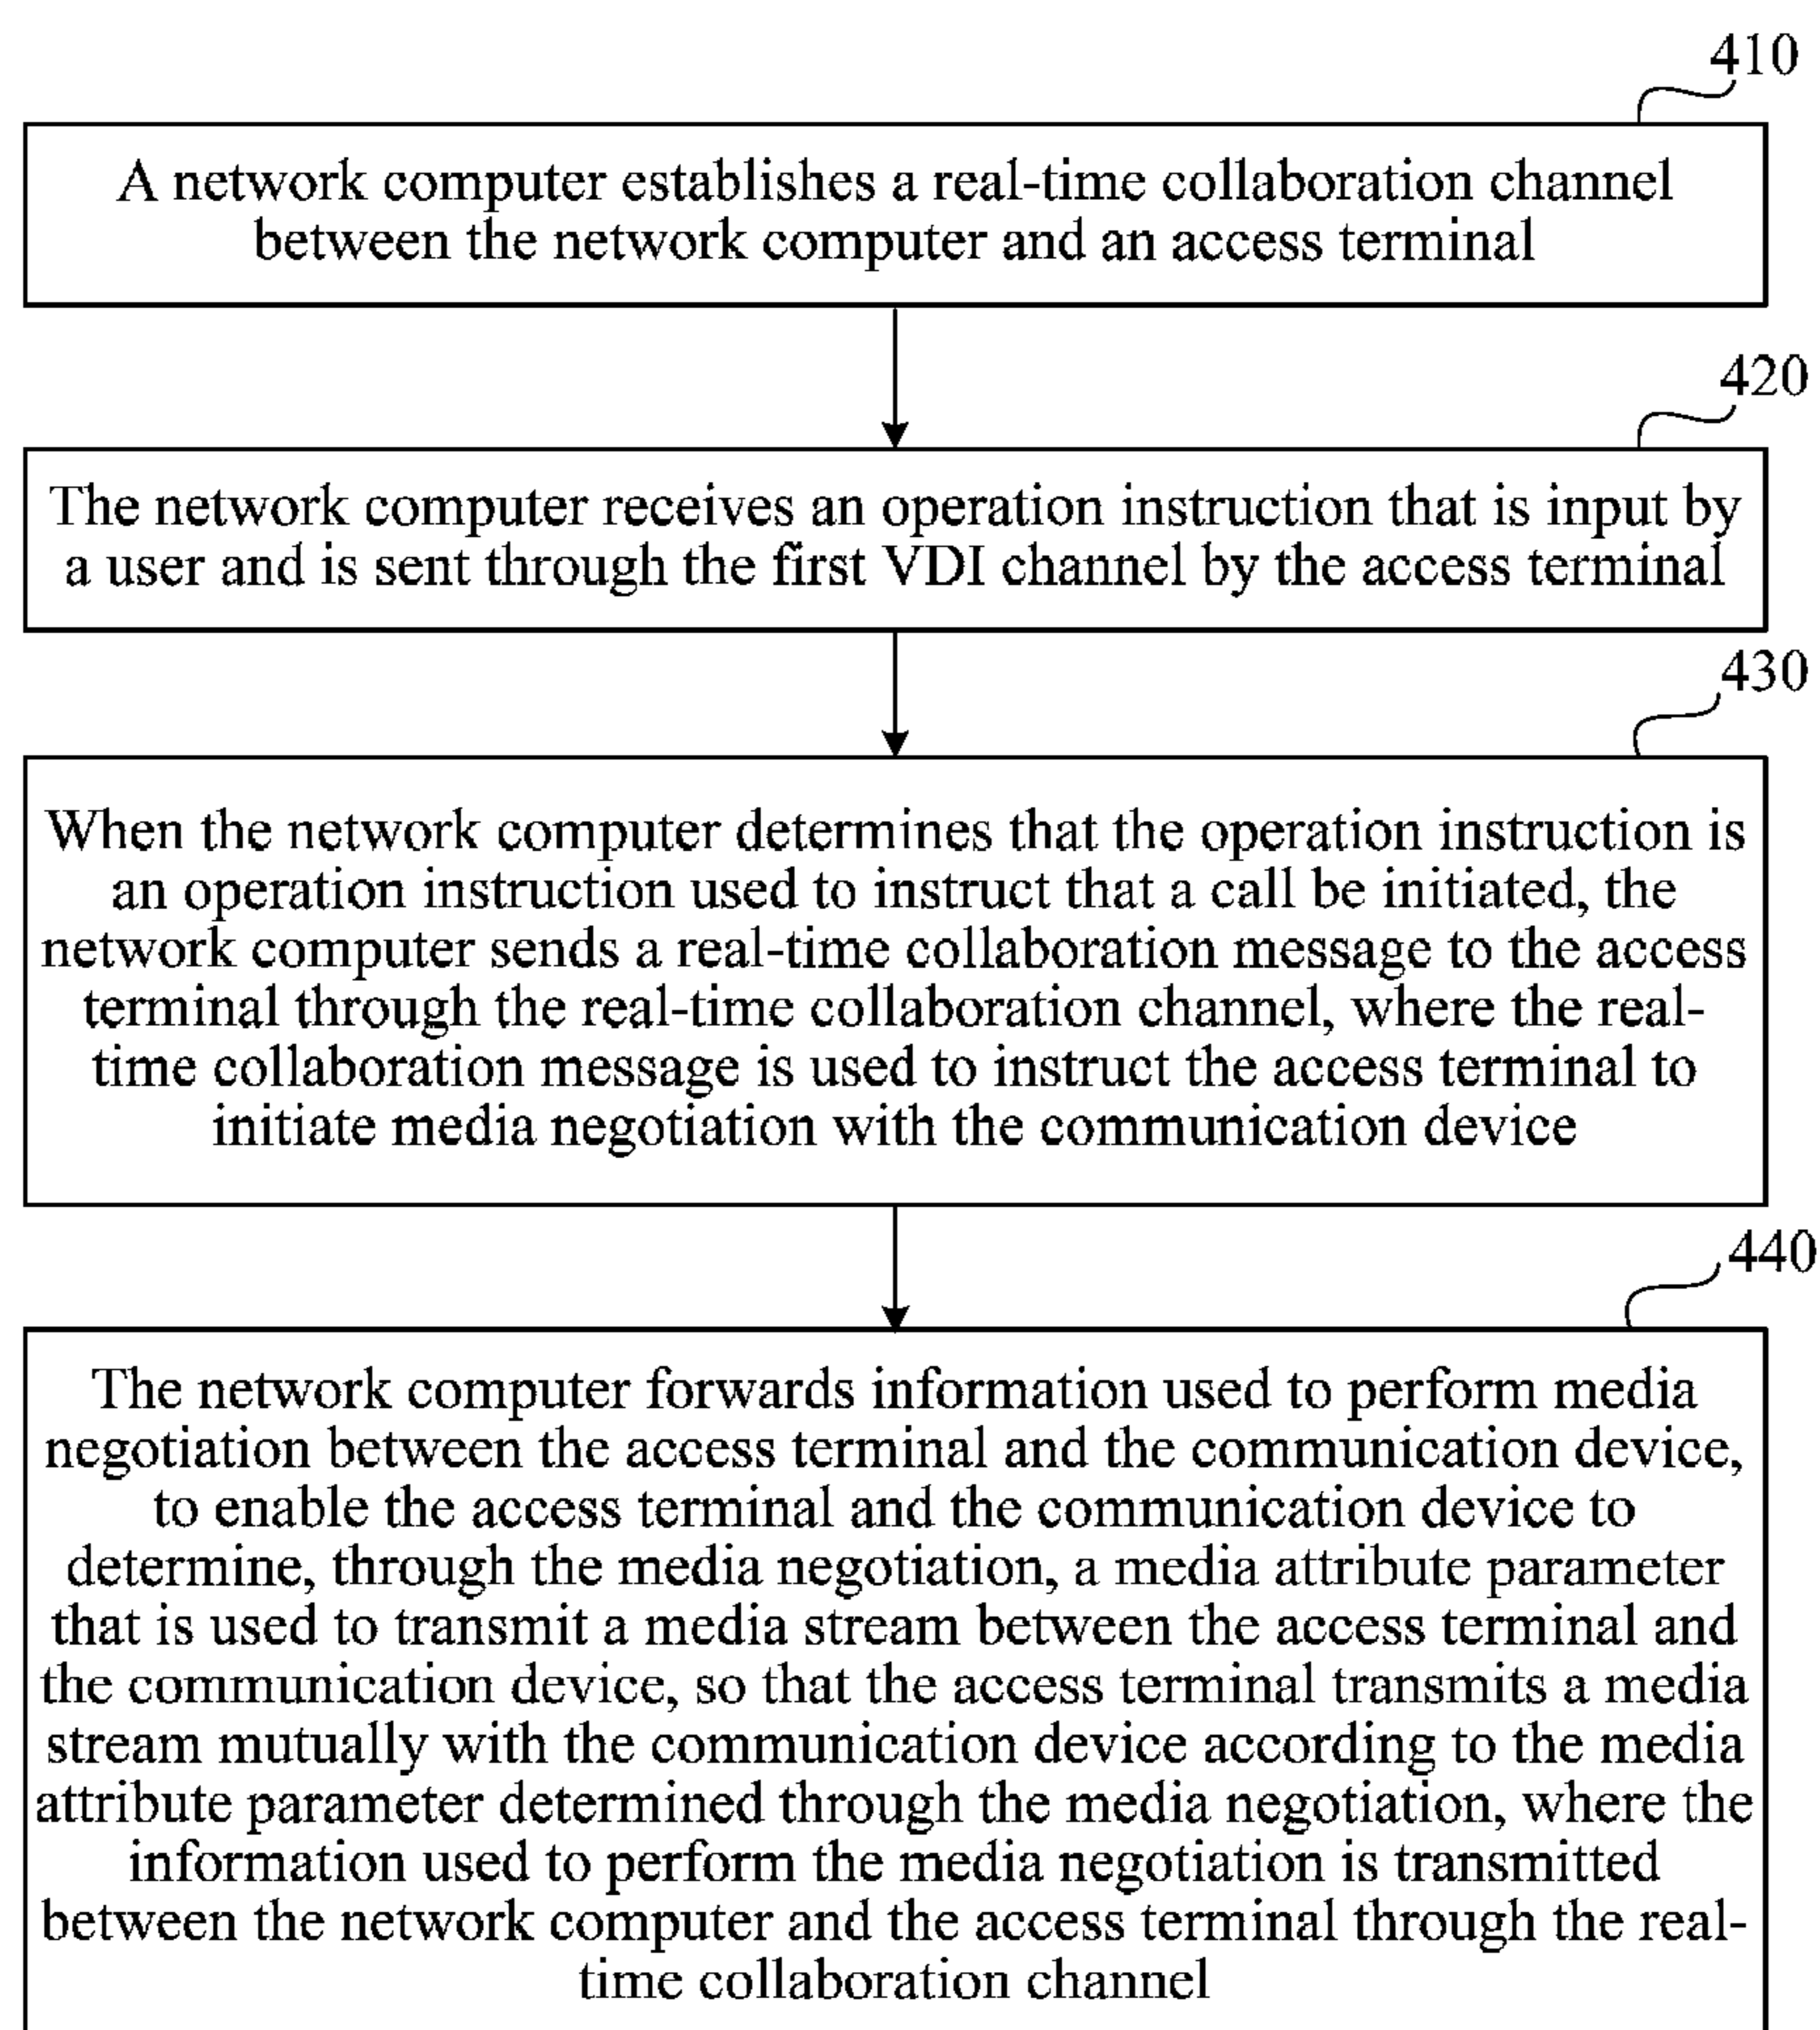 410
A network computer establishes a real-time collaboration channel
between the network computer and an access terminal
420
The network computer receives an operation instruction that is input by
a user and is sent through the first VDI channel by the access terminal
430
When the network computer determines that the operation instruction is
an operation instruction used to instruct that a call be initiated, the
network computer sends a real-time collaboration message to the access
terminal through the real-time collaboration channel, where the real-
time collaboration message is used to instruct the access terminal to
initiate media negotiation with the communication device
440
The network computer forwards information used to perform media
negotiation between the access terminal and the communication device,
to enable the access terminal and the communication device to
determine, through the media negotiation, a media attribute parameter
that is used to transmit a media stream between the access terminal and
the communication device, so that the access terminal transmits a media
stream mutually with the communication device according to the media
attribute parameter determined through the media negotiation, where the
information used to perform the media negotiation is transmitted
between the network computer and the access terminal through the real-
time collaboration channel